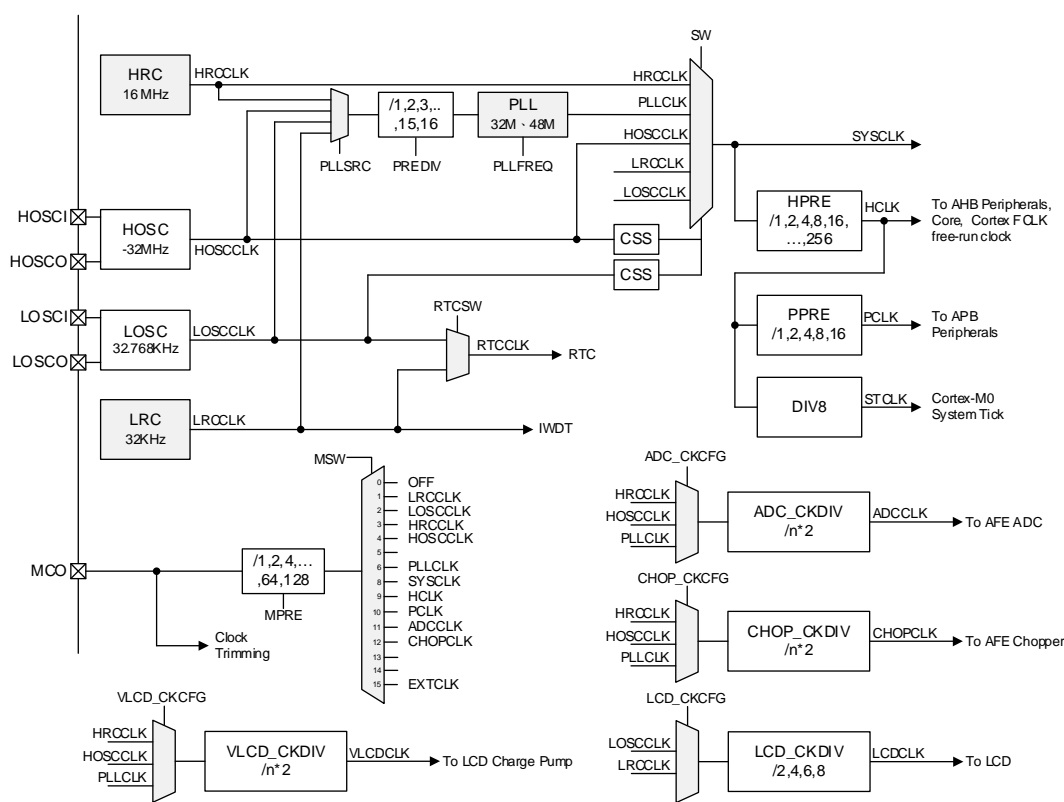 SW
HRC
16 MHz
HRCCLK
HRCCLK
PLLCLK
HOSCCLK
LRCCLK
LOSCCLK
/1,2,3,..
,15,16
PLL
32M、48M
PLLSRC
PREDIV
PLLFREQ
SYSCLK
HOSCI
HOSCO
HOSC
-32MHz
HOSCCLK
CSS
CSS
HPRE
/1,2,4,8,16,
…,256
HCLK
To AHB Peripherals,
Core, Cortex FCLK
free-run clock
LOSCI
LOSCO
LOSC
32.768KHz
LOSCCLK
RTCSW
RTCCLK
RTC
PPRE
/1,2,4,8,16
PCLK
To APB
Peripherals
LRC
32KHz
LRCCLK
IWDT
DIV8
STCLK
Cortex-M0
System Tick
MSW
0 OFF
1 LRCCLK
2 LOSCCLK
3 HRCCLK
4 HOSCCLK
5
6 PLLCLK
8 SYSCLK
9 HCLK
10 PCLK
11 ADCCLK
12 CHOPCLK
13
14
15 EXTCLK
MCO
/1,2,4,…
,64,128
MPRE
Clock
Trimming
ADC_CKCFG
HRCCLK
HOSCCLK
PLLCLK
ADC_CKDIV
/n*2
ADCCLK
To AFE ADC
CHOP_CKCFG
HRCCLK
HOSCCLK
PLLCLK
CHOP_CKDIV
/n*2
CHOPCLK
To AFE Chopper
VLCD_CKCFG
HRCCLK
HOSCCLK
PLLCLK
VLCD_CKDIV
/n*2
VLCDCLK
To LCD Charge Pump
LCD_CKCFG
LOSCCLK
LRCCLK
LCD_CKDIV
/2,4,6,8
LCDCLK
To LCD